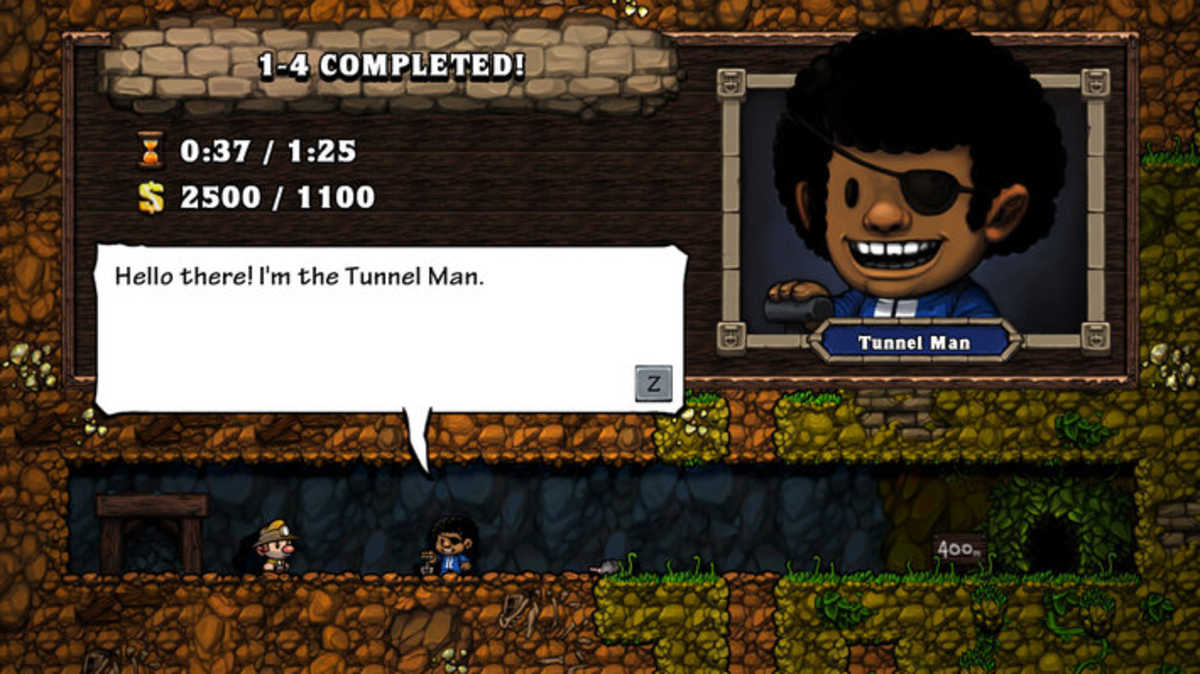 1-4 COMPLETED!
0:37 / 1:25
$ 2500 / 1100
Hello there! I'm the Tunnel Man.
Z
Tunnel Man
400m